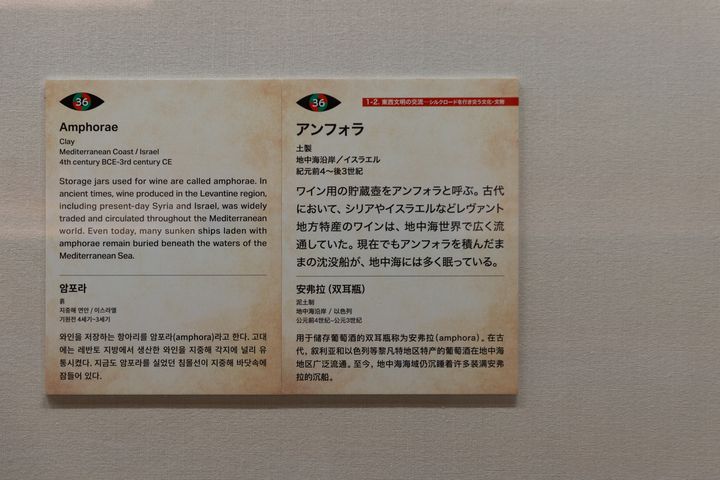 36
Amphorae
Clay
Mediterranean Coast / Israel
4th century BCE-3rd century CE
Storage jars used for wine are called amphorae. In
ancient times, wine produced in the Levantine region,
including present-day Syria and Israel, was widely
traded and circulated throughout the Mediterranean
world. Even today, many sunken ships laden with
amphorae remain buried beneath the waters of the
Mediterranean Sea.
암포라
흙
지중해 연안 / 이스라엘
기원전 4세기-3세기
와인을 저장하는 항아리를 암포라(amphora)라고 한다. 고대
에는 레반토 지방에서 생산한 와인을 지중해 각지에 널리 유
통시켰다. 지금도 암포라를 실었던 침몰선이 지중해 바닷속에
잠들어 있다.
36
1-2. 東西文明の交流―シルクロードを行き交う文化・文物
アンフォラ
土製
地中海沿岸／イスラエル
紀元前4〜後3世紀
ワイン用の貯蔵壺をアンフォラと呼ぶ。古代
において、シリアやイスラエルなどレヴァント
地方特産のワインは、地中海世界で広く流
通していた。現在でもアンフォラを積んだま
まの沈没船が、地中海には多く眠っている。
安弗拉（双耳瓶）
泥土制
地中海沿岸 / 以色列
公元前4世纪–公元3世纪
用于储存葡萄酒的双耳瓶称为安弗拉（amphora）。在古
代，叙利亚和以色列等黎凡特地区特产的葡萄酒在地中海
地区广泛流通。至今，地中海海域仍沉睡着许多装满安弗
拉的沉船。